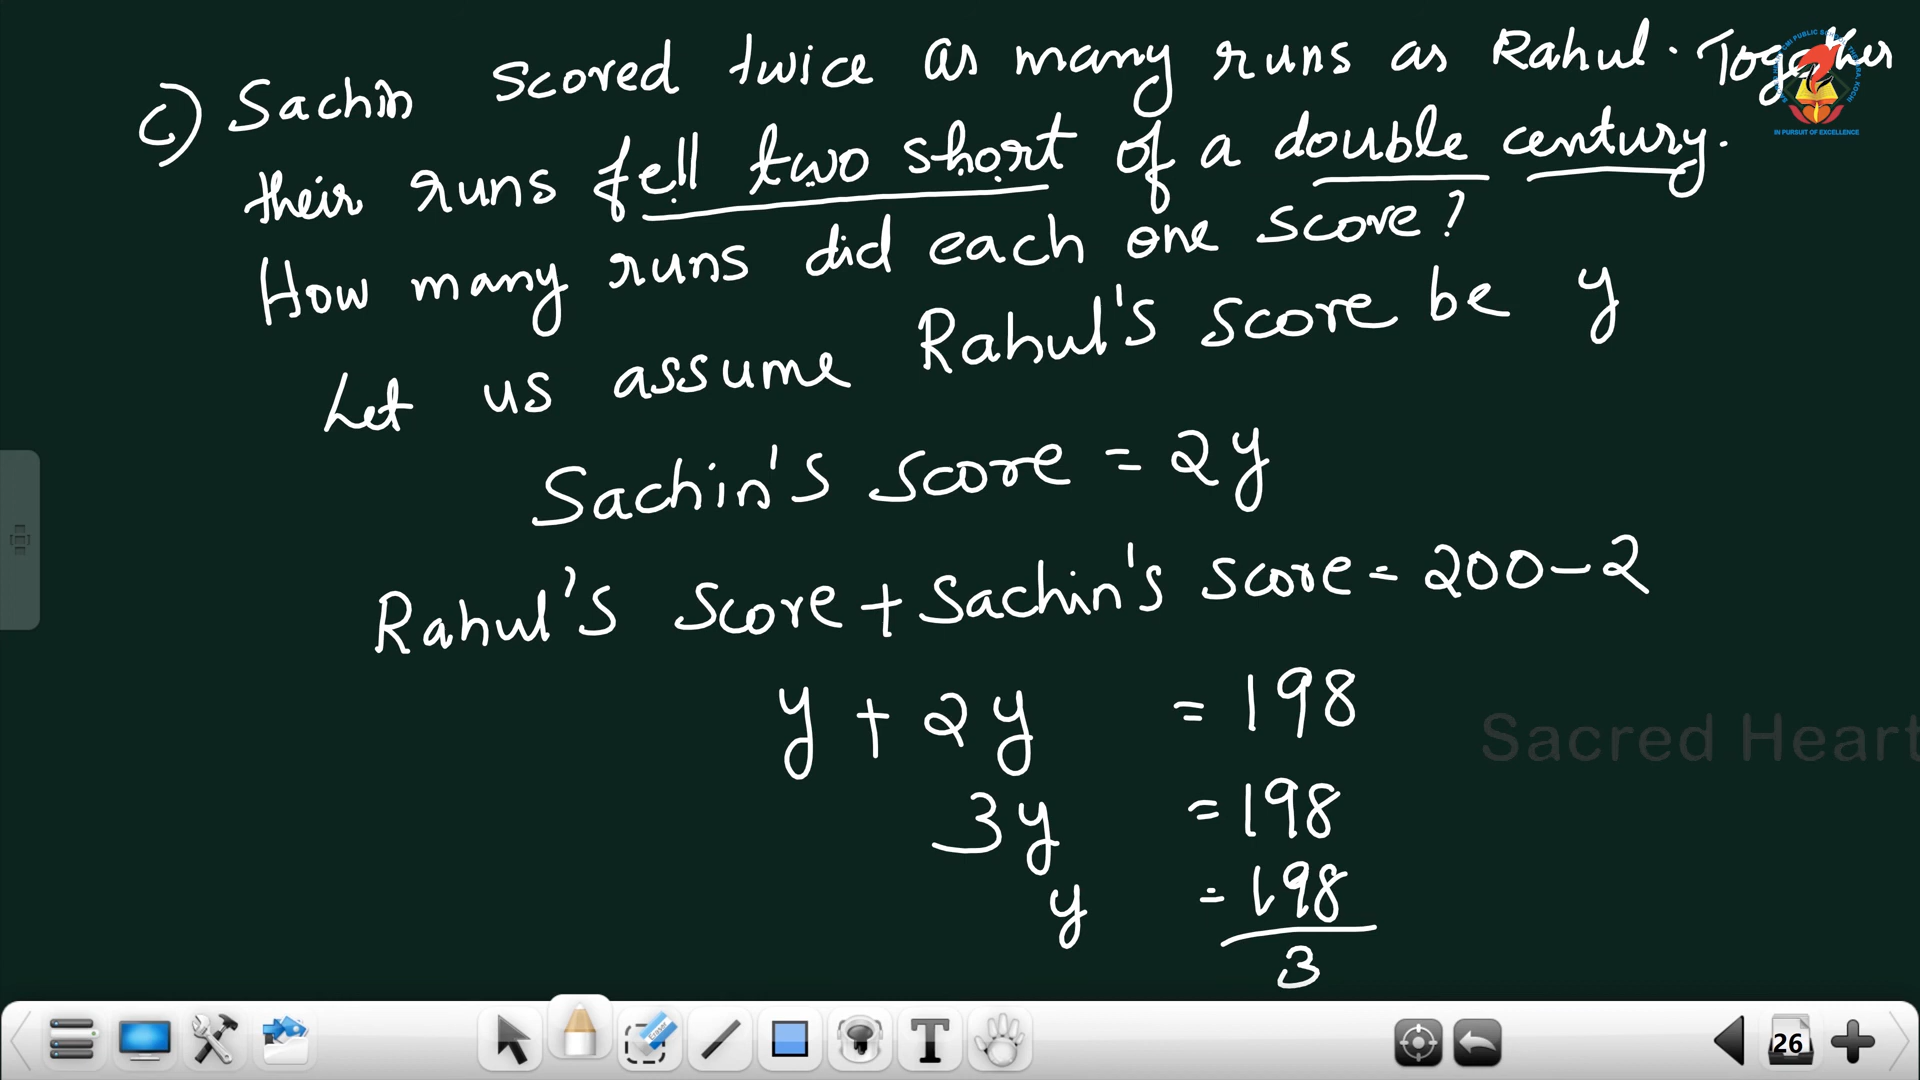 c) Sachin scored twice as many runs as Rahul. Together
their runs fell two short of a double century.
How many runs did each one score?
Let us assume Rahul's score be y
Sachin's score = 2y
Rahul's score + Sachin's score = 200-2
y + 2y = 198
3y = 198
y = 198
3
Sacred Heart
IN PURSUIT OF EXCELLENCE
T
26